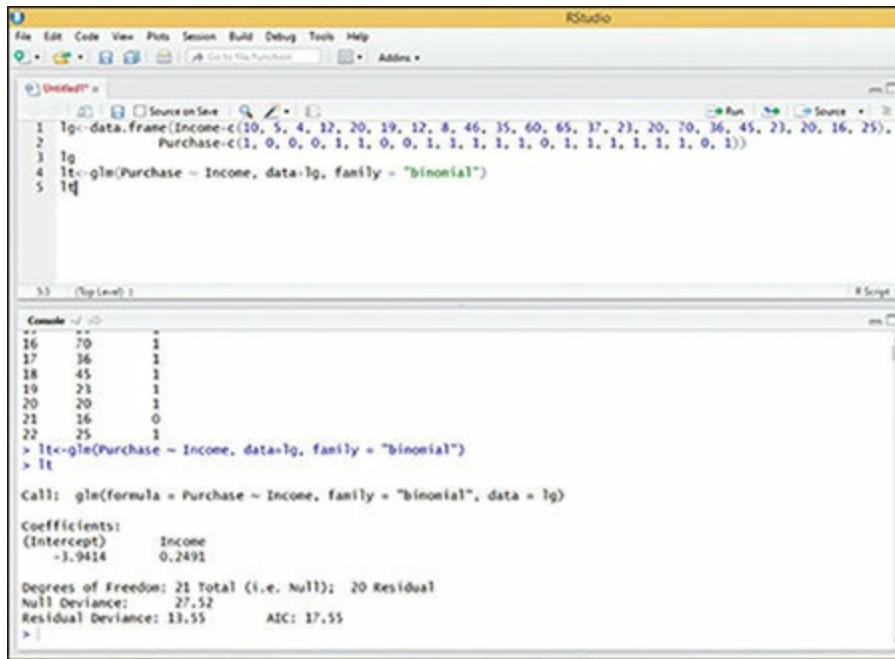 RStudio
File Edit Code View Plots Session Build Debug Tools Help
Go to file/function Addins
Untitled1*
Source on Save Run Source
1 lg<-data.frame(Income=c(10, 5, 4, 12, 20, 19, 12, 8, 46, 35, 60, 65, 37, 23, 20, 70, 36, 45, 23, 20, 16, 25),
2 Purchase=c(1, 0, 0, 0, 1, 1, 0, 0, 1, 1, 1, 1, 1, 0, 1, 1, 1, 1, 1, 1, 0, 1))
3 lg
4 lt<-glm(Purchase ~ Income, data=lg, family = "binomial")
5 lt
5:3 (Top Level) R Script
Console ~/
16 70 1
17 36 1
18 45 1
19 23 1
20 20 1
21 16 0
22 25 1
> lt<-glm(Purchase ~ Income, data=lg, family = "binomial")
> lt
Call: glm(formula = Purchase ~ Income, family = "binomial", data = lg)
Coefficients:
(Intercept) Income
-3.9414 0.2491
Degrees of Freedom: 21 Total (i.e. Null); 20 Residual
Null Deviance: 27.52
Residual Deviance: 13.55 AIC: 17.55
>